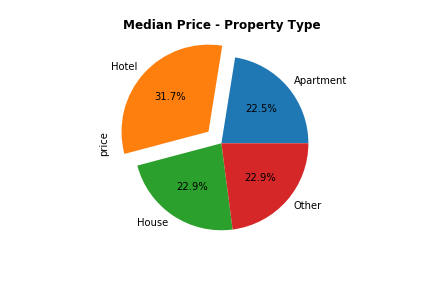 Median Price - Property Type
Hotel
Apartment
31.7%
22.5%
price
22.9%
22.9%
House
Other